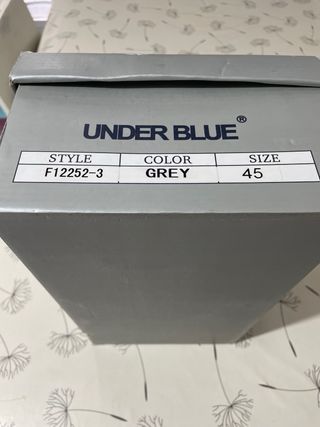 UNDER BLUE®
STYLE COLOR SIZE
F12252-3 GREY 45